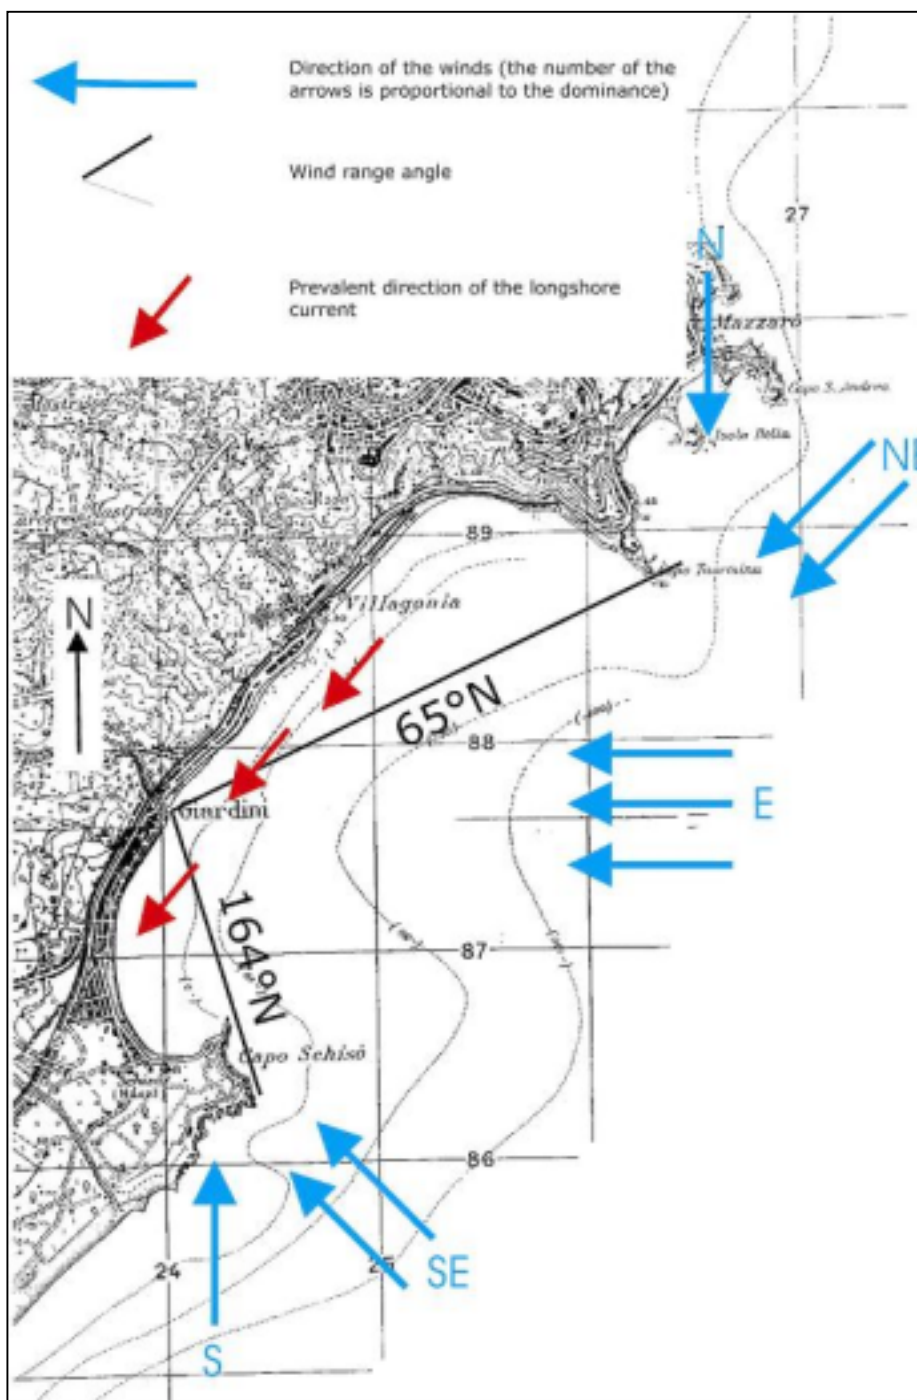 Direction of the winds (the number of the
arrows is proportional to the dominance)
Wind range angle
Prevalent direction of the longshore
current
27
N
Mazzarò
Capo S. Andrea
Isola Bella
NE
89
Capo Taormina
N
Villagonia
65°N
88
E
Giardini
164°N
87
Capo Schisò
86
24
25
SE
S